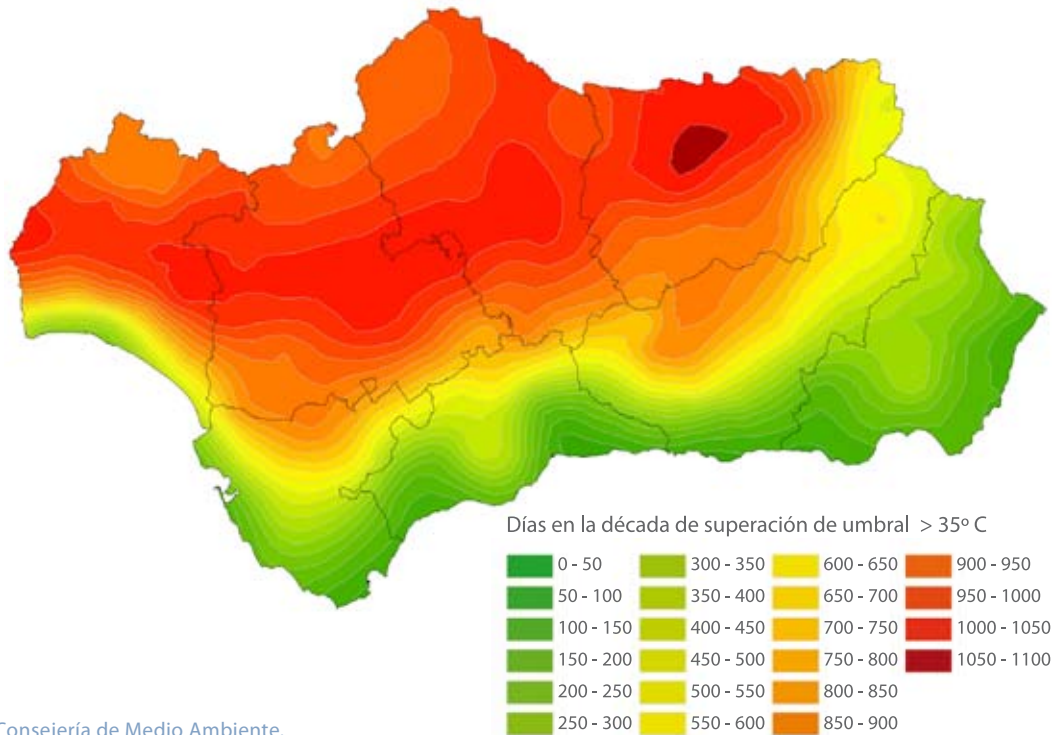 Días en la década de superación de umbral > 35º C
0 - 50
50 - 100
100 - 150
150 - 200
200 - 250
250 - 300
300 - 350
350 - 400
400 - 450
450 - 500
500 - 550
550 - 600
600 - 650
650 - 700
700 - 750
750 - 800
800 - 850
850 - 900
900 - 950
950 - 1000
1000 - 1050
1050 - 1100
Consejería de Medio Ambiente.